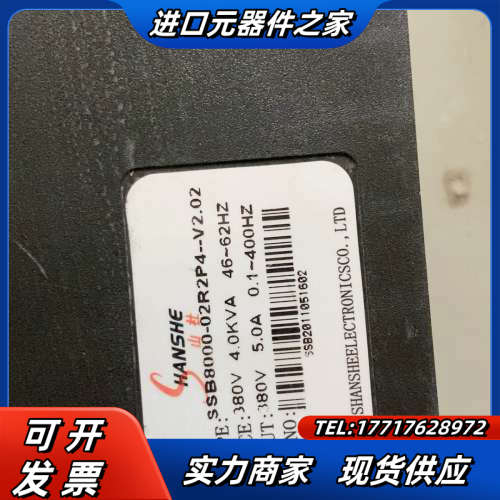 进口元器件之家
SHANSHE
山社
PE:SSB8000-02R2P4--V2.02
CE:380V 4.0KVA 46~62HZ
UT:380V 5.0A 0.1~400HZ
NO:
SSB2011051602
SHANSHEELECTRONICSCO.,LTD
TEL:17717628972
可开发票
实力商家 现货供应